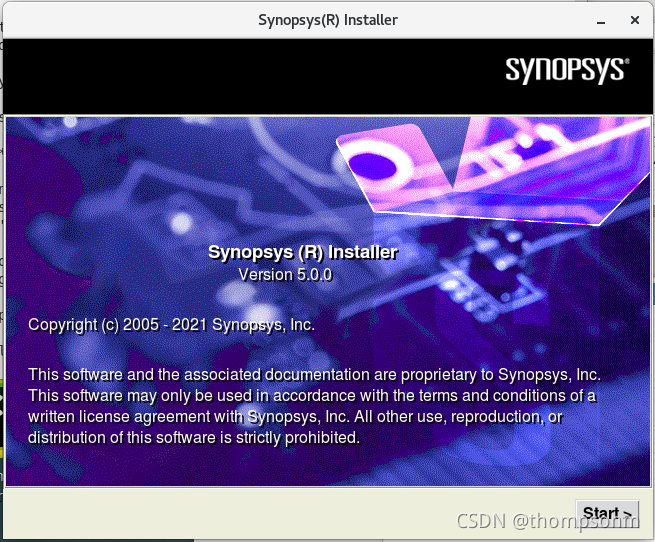 Synopsys(R) Installer
SYNOPSYS®
Synopsys (R) Installer
Version 5.0.0
Copyright (c) 2005 - 2021 Synopsys, Inc.
This software and the associated documentation are proprietary to Synopsys, Inc.
This software may only be used in accordance with the terms and conditions of a
written license agreement with Synopsys, Inc. All other use, reproduction, or
distribution of this software is strictly prohibited.
Start >
CSDN @thompsonm